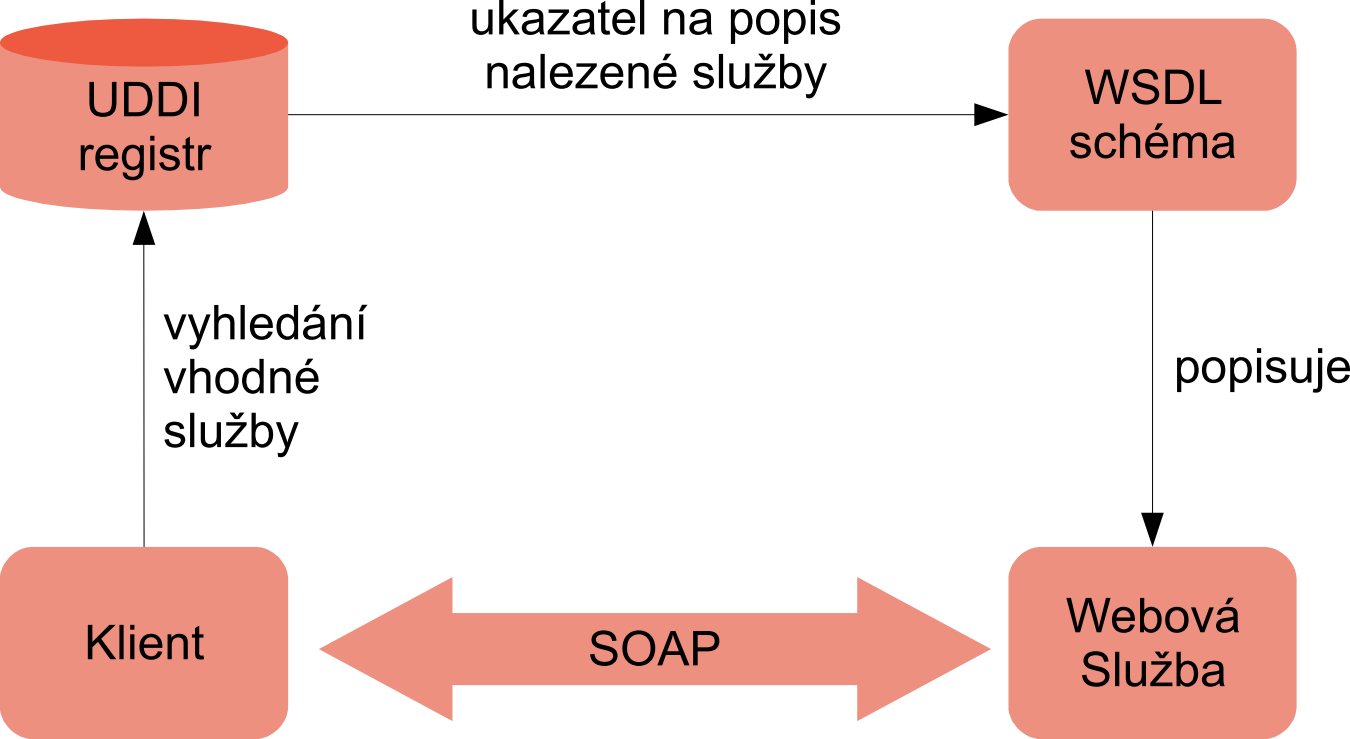 ukazatel na popis
nalezené služby
UDDI
registr
WSDL
schéma
vyhledání
vhodné
služby
popisuje
Klient
SOAP
Webová
Služba